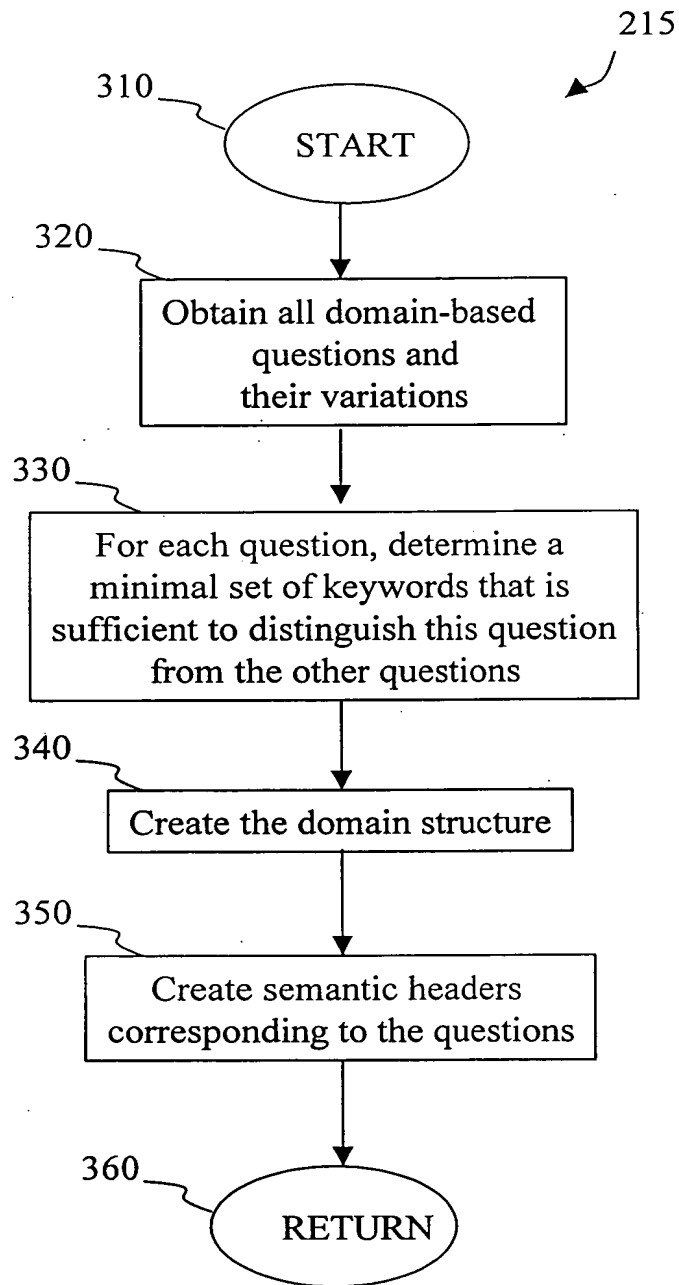 215
310
START
320
Obtain all domain-based
questions and
their variations
330
For each question, determine a
minimal set of keywords that is
sufficient to distinguish this question
from the other questions
340
Create the domain structure
350
Create semantic headers
corresponding to the questions
360
RETURN